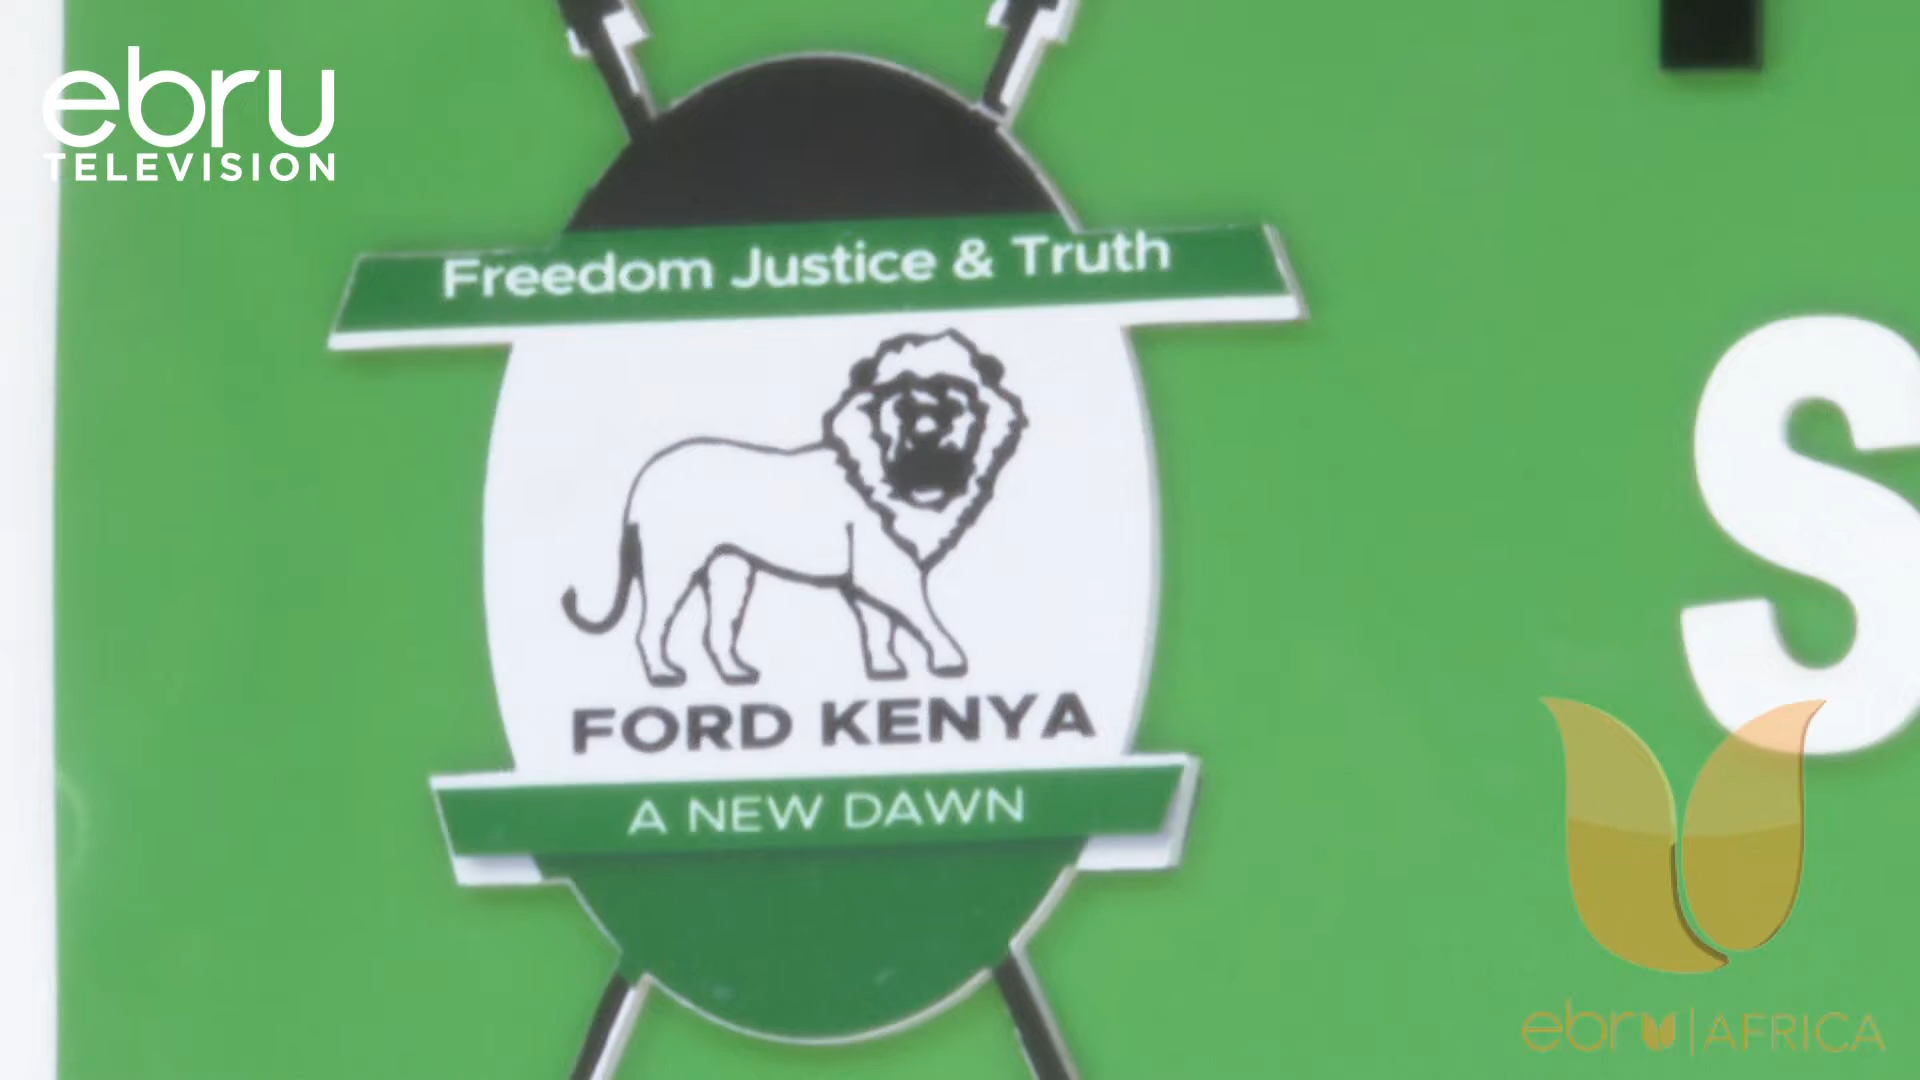 ebru
TELEVISION
Freedom Justice & Truth
FORD KENYA
A NEW DAWN
S
ebru | AFRICA